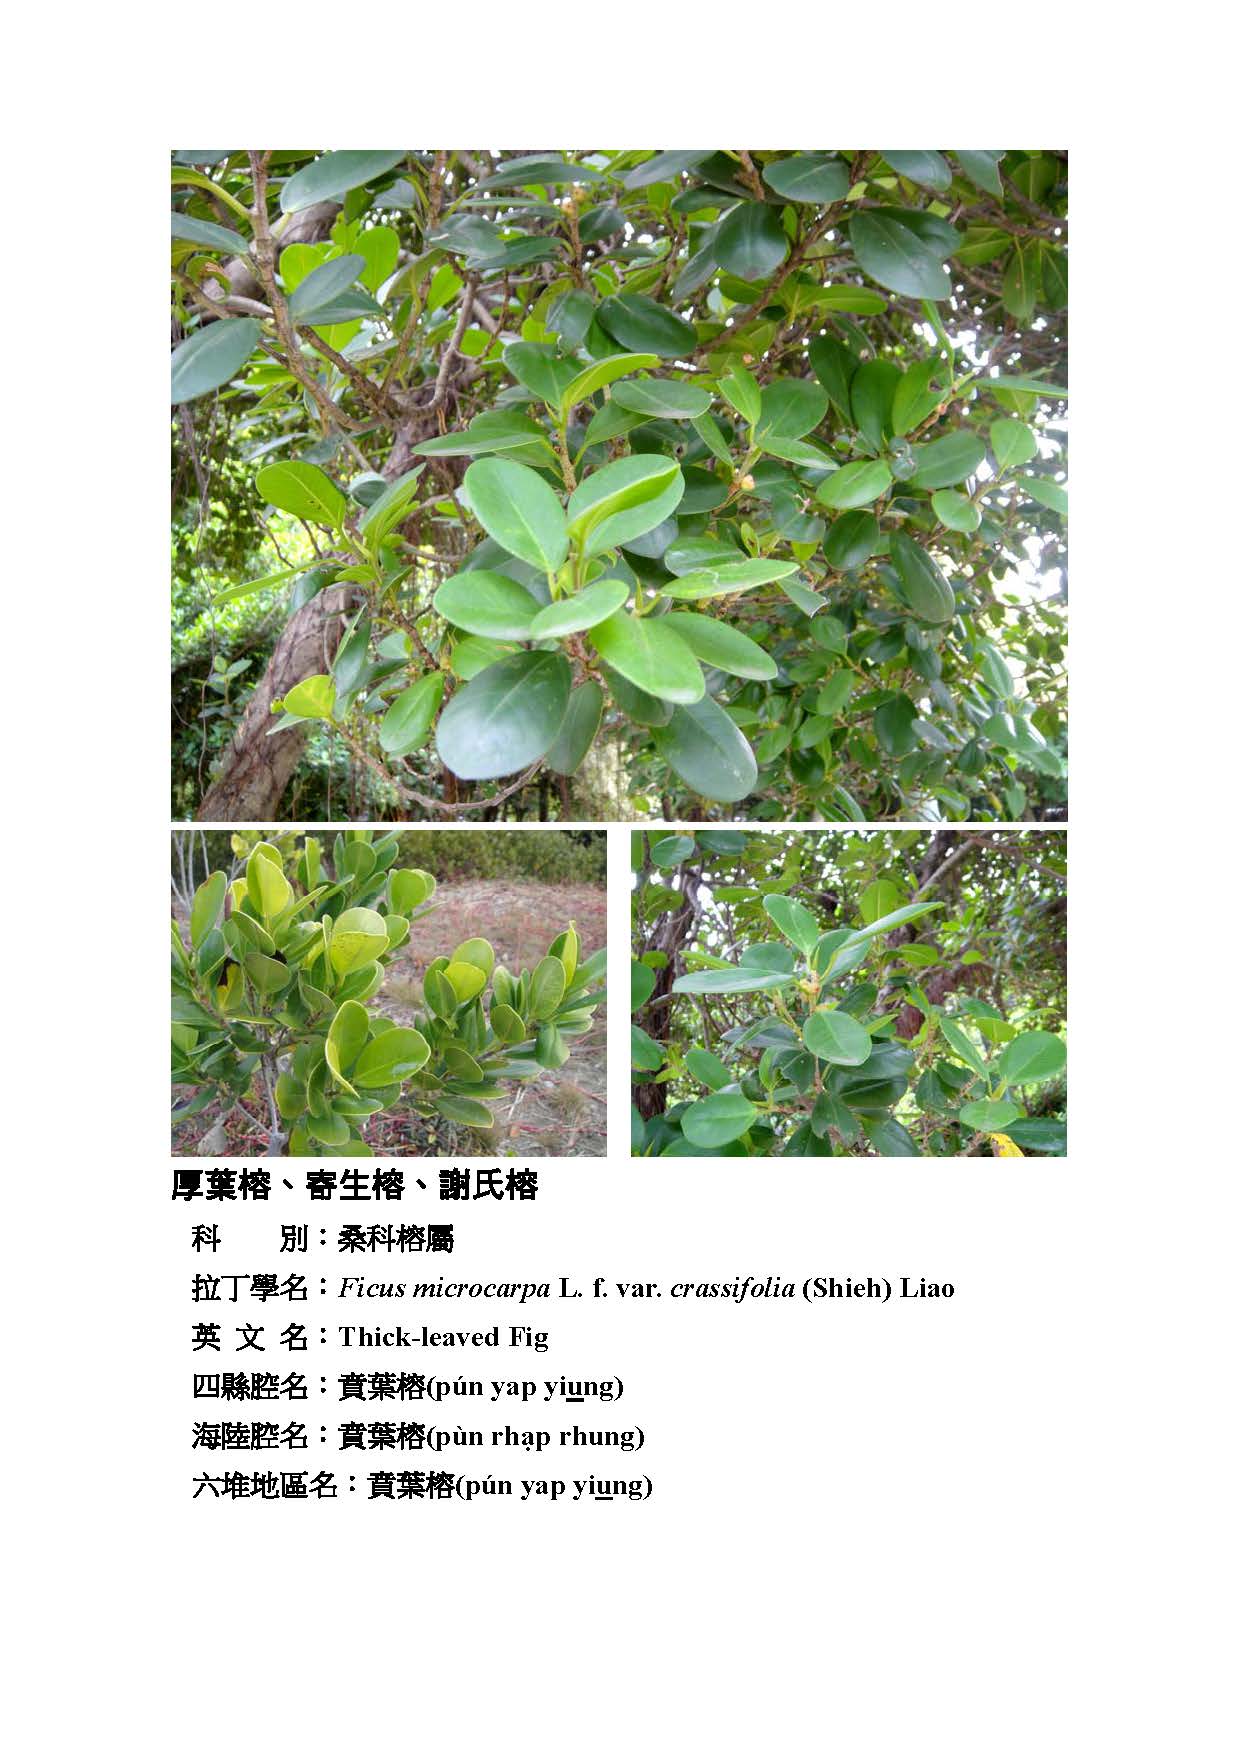 厚葉榕、寄生榕、謝氏榕
科　　別：桑科榕屬
拉丁學名：Ficus microcarpa L. f. var. crassifolia (Shieh) Liao
英 文 名：Thick-leaved Fig
四縣腔名：賁葉榕(pún yap yiung)
海陸腔名：賁葉榕(pùn rhạp rhung)
六堆地區名：賁葉榕(pún yap yiung)